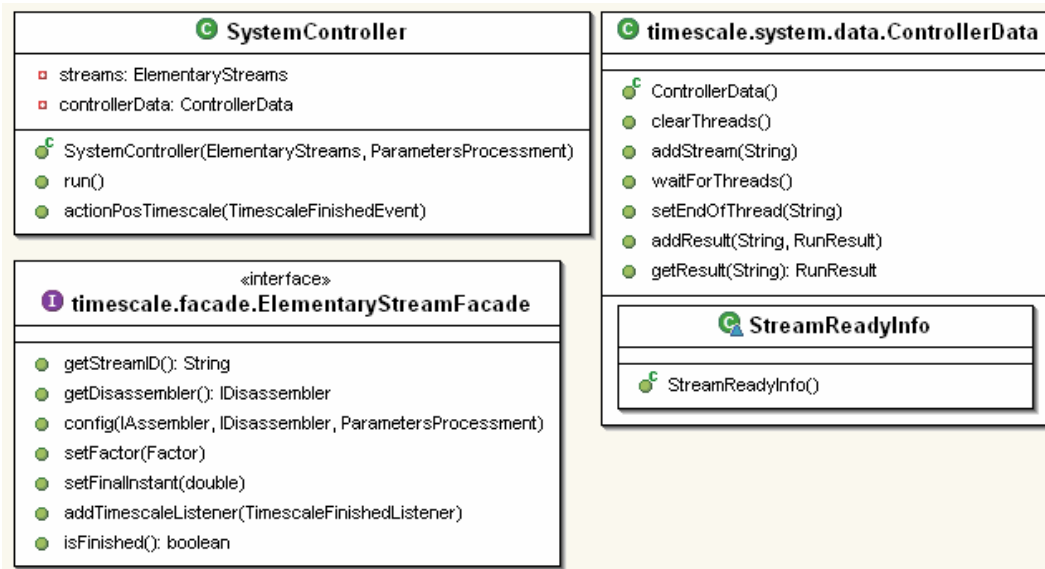 C SystemController
streams: ElementaryStreams
controllerData: ControllerData
C SystemController(ElementaryStreams, ParametersProcessment)
run()
actionPosTimescale(TimescaleFinishedEvent)
«interface»
I timescale.facade.ElementaryStreamFacade
getStreamID(): String
getDisassembler(): IDisassembler
config(IAssembler, IDisassembler, ParametersProcessment)
setFactor(Factor)
setFinalInstant(double)
addTimescaleListener(TimescaleFinishedListener)
isFinished(): boolean
C timescale.system.data.ControllerData
C ControllerData()
clearThreads()
addStream(String)
waitForThreads()
setEndOfThread(String)
addResult(String, RunResult)
getResult(String): RunResult
C StreamReadyInfo
C StreamReadyInfo()